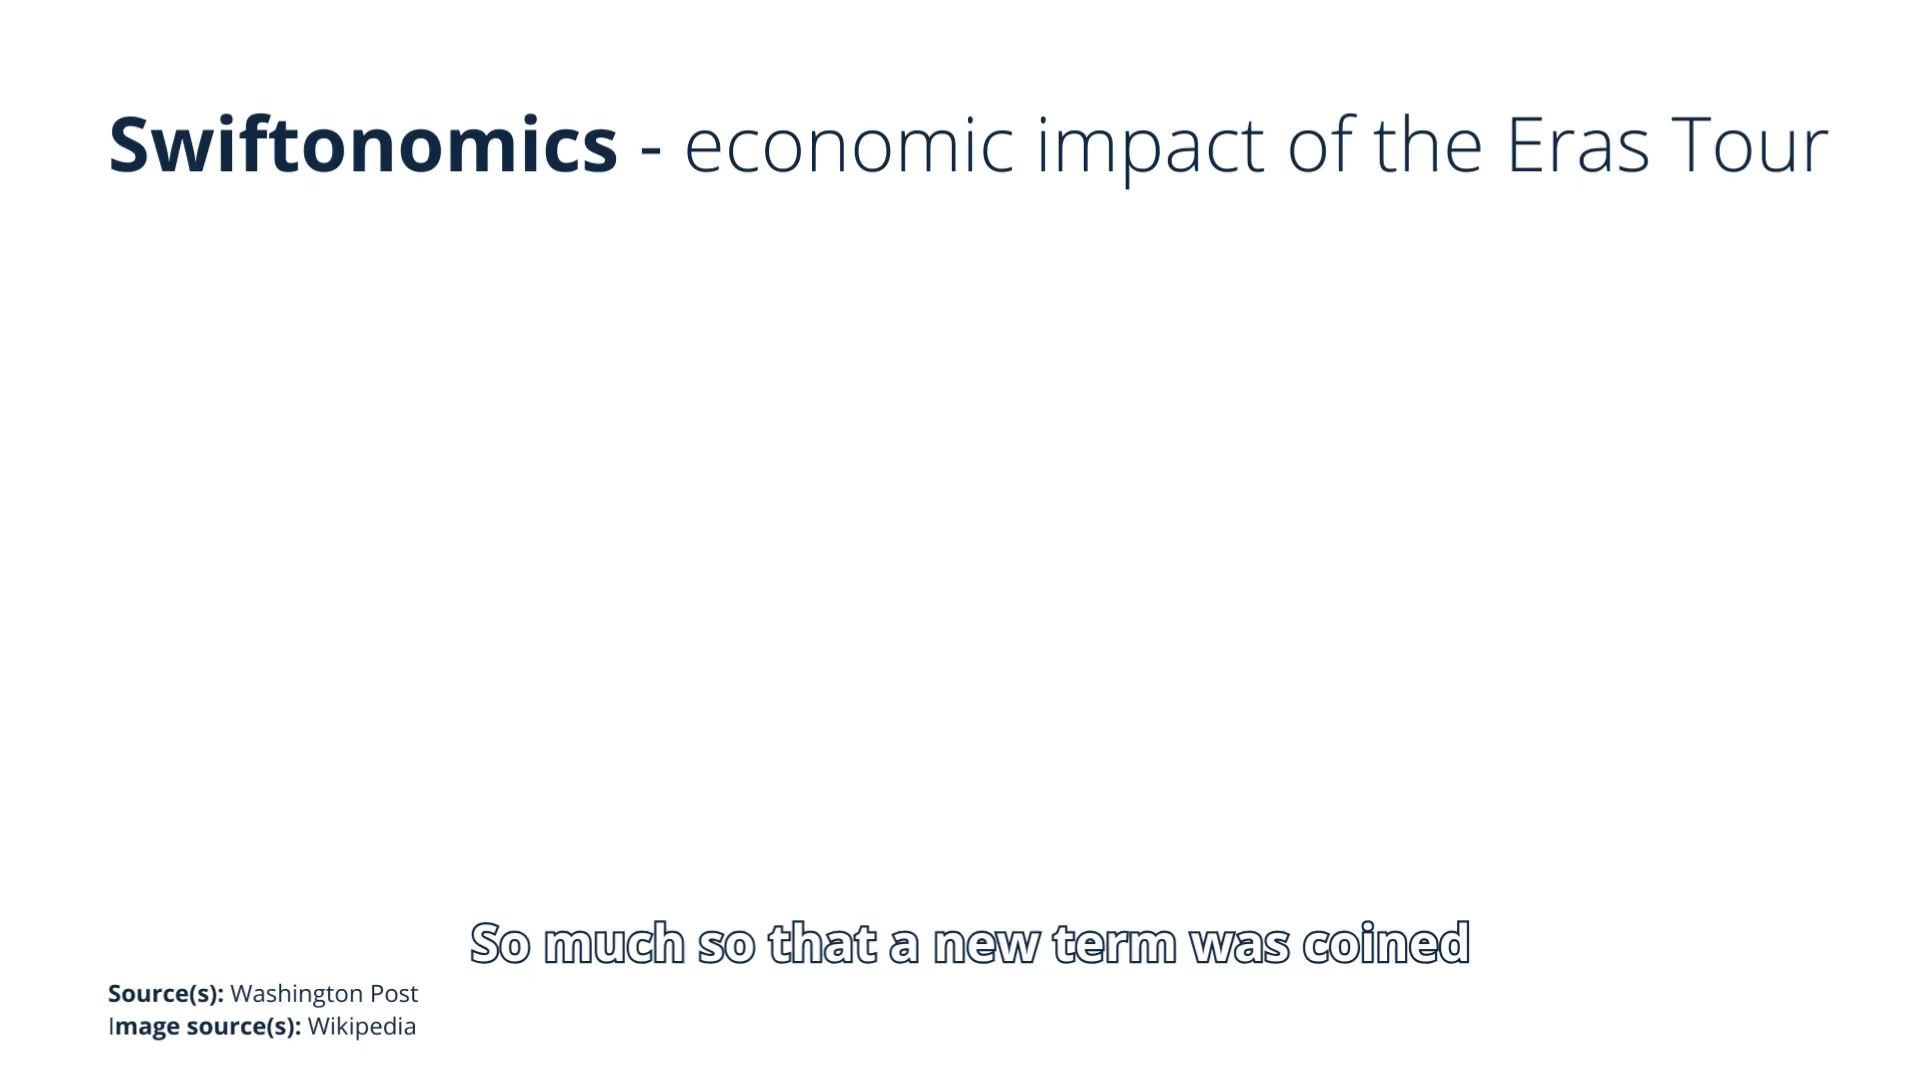 Swiftonomics - economic impact of the Eras Tour
So much so that a new term was coined
Source(s): Washington Post
Image source(s): Wikipedia